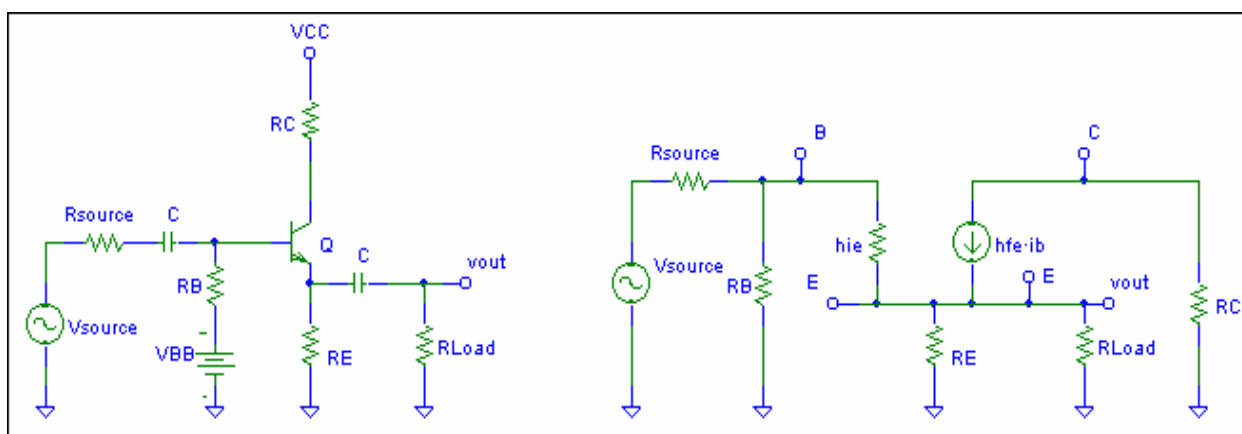 VCC
RC
Rsource
C
Q
C
vout
RB
Vsource
VBB
-
-
RE
RLoad
B
C
Rsource
hie
hfe·ib
Vsource
RB
E
E
vout
RC
RE
RLoad